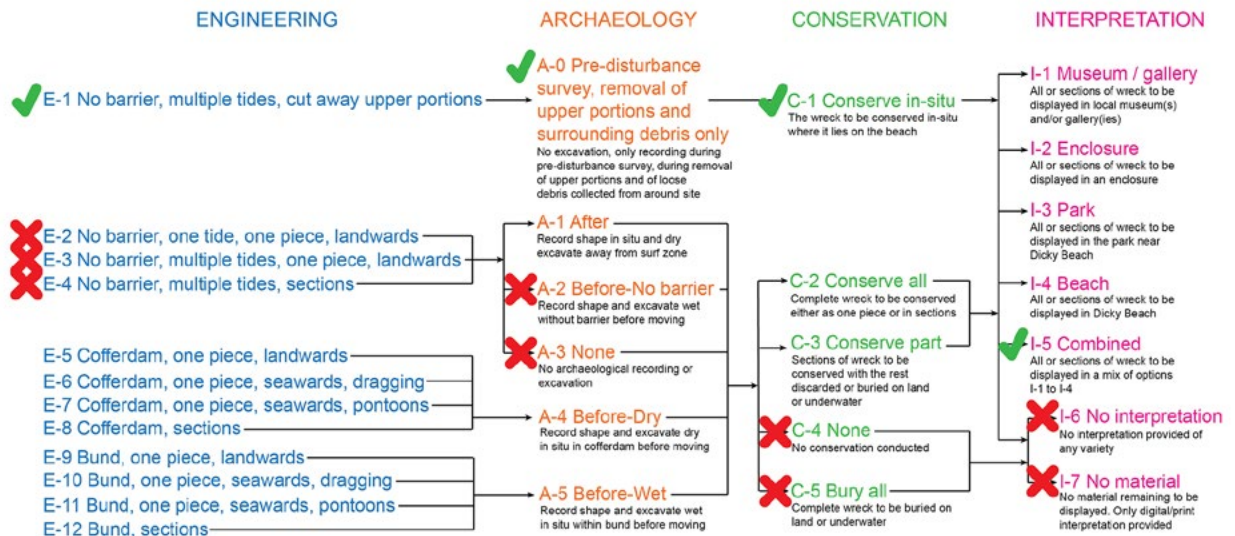 ENGINEERING
ARCHAEOLOGY
CONSERVATION
INTERPRETATION
E-1 No barrier, multiple tides, cut away upper portions
E-2 No barrier, one tide, one piece, landwards
E-3 No barrier, multiple tides, one piece, landwards
E-4 No barrier, multiple tides, sections
E-5 Cofferdam, one piece, landwards
E-6 Cofferdam, one piece, seawards, dragging
E-7 Cofferdam, one piece, seawards, pontoons
E-8 Cofferdam, sections
E-9 Bund, one piece, landwards
E-10 Bund, one piece, seawards, dragging
E-11 Bund, one piece, seawards, pontoons
E-12 Bund, sections
A-0 Pre-disturbance
survey, removal of
upper portions and
surrounding debris only
No excavation, only recording during
pre-disturbance survey, during removal
of upper portions and of loose
debris collected from around site
A-1 After
Record shape in situ and dry
excavate away from surf zone
A-2 Before-No barrier
Record shape and excavate wet
without barrier before moving
A-3 None
No archaeological recording or
excavation
A-4 Before-Dry
Record shape and excavate dry
in situ in cofferdam before moving
A-5 Before-Wet
Record shape and excavate wet
in situ within bund before moving
C-1 Conserve in-situ
The wreck to be conserved in-situ
where it lies on the beach
C-2 Conserve all
Complete wreck to be conserved
either as one piece or in sections
C-3 Conserve part
Sections of wreck to be
conserved with the rest
discarded or buried on land
or underwater
C-4 None
No conservation conducted
C-5 Bury all
Complete wreck to be buried on
land or underwater
I-1 Museum / gallery
All or sections of wreck to be
displayed in local museum(s)
and/or gallery(ies)
I-2 Enclosure
All or sections of wreck to be
displayed in an enclosure
I-3 Park
All or sections of wreck to be
displayed in the park near
Dicky Beach
I-4 Beach
All or sections of wreck to be
displayed in Dicky Beach
I-5 Combined
All or sections of wreck to be
displayed in a mix of options
I-1 to I-4
I-6 No interpretation
No interpretation provided of
any variety
I-7 No material
No material remaining to be
displayed. Only digital/print
interpretation provided